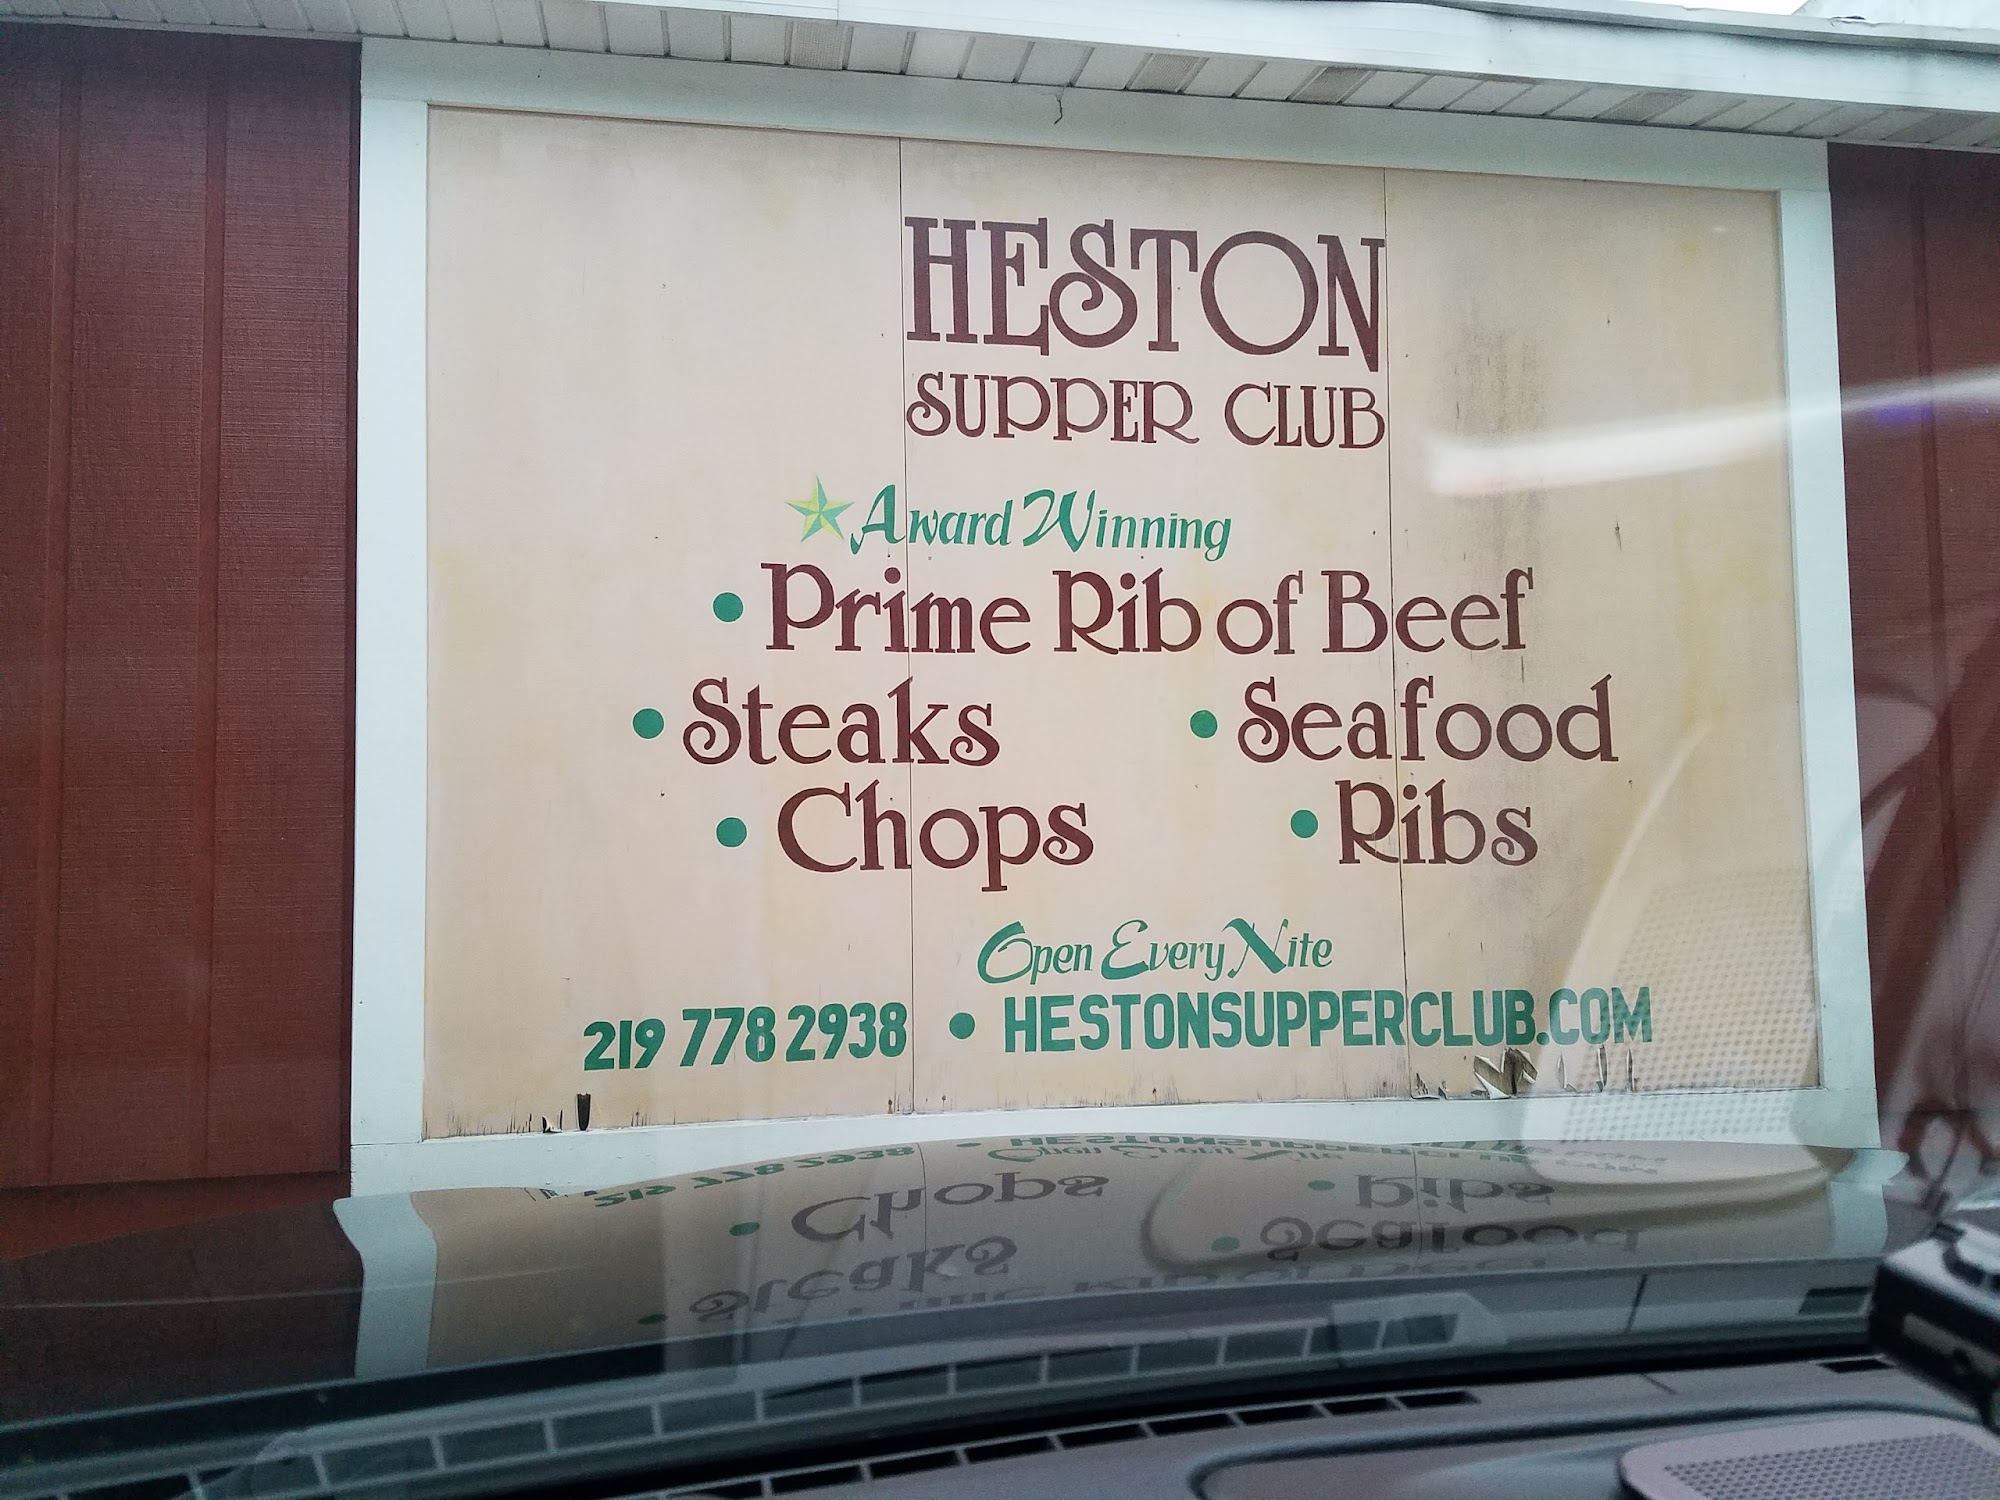 HESTON
SUPPER CLUB
Award Winning
• Prime Rib of Beef
• Steaks • Seafood
• Chops • Ribs
Open Every Nite
219 778 2938 • HESTONSUPPERCLUB.COM